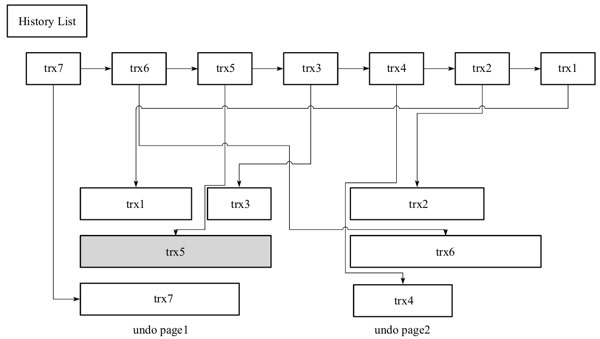 History List
trx7 trx6 trx5 trx3 trx4 trx2 trx1
trx1 trx3 trx2
trx5 trx6
trx7 trx4
undo page1 undo page2